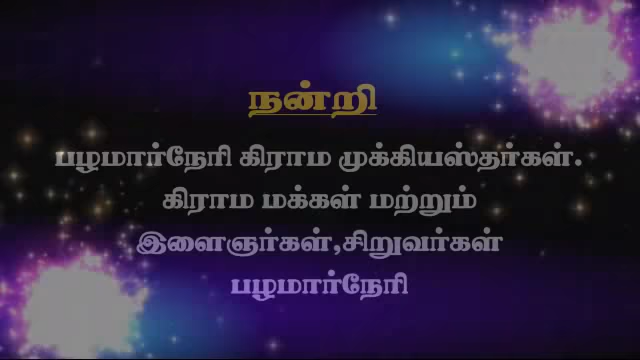 நன்றி
பழமார்நேரி கிராம முக்கியஸ்தர்கள்.
கிராம மக்கள் மற்றும்
இளைஞர்கள்,சிறுவர்கள்
பழமார்நேரி